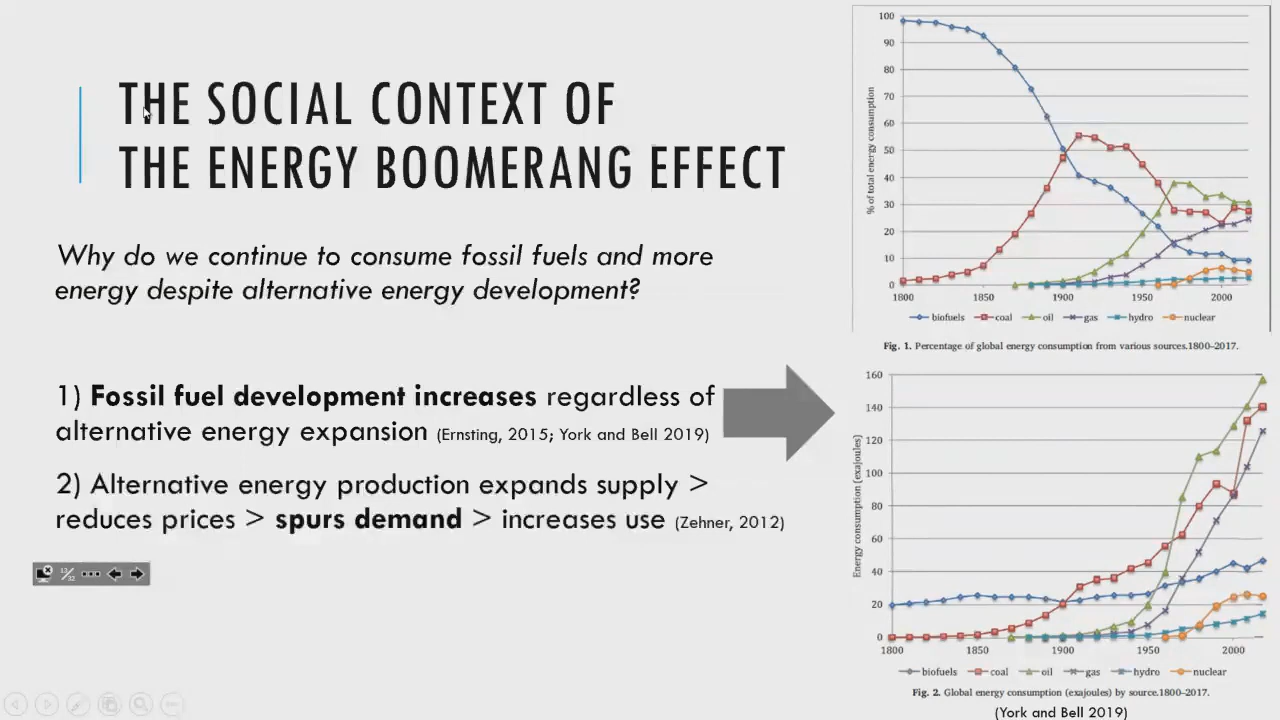 THE SOCIAL CONTEXT OF
THE ENERGY BOOMERANG EFFECT
Why do we continue to consume fossil fuels and more
energy despite alternative energy development?
1) Fossil fuel development increases regardless of
alternative energy expansion (Ernsting, 2015; York and Bell 2019)
2) Alternative energy production expands supply >
reduces prices > spurs demand > increases use (Zehner, 2012)
13/32
% of total energy consumption
100
90
80
70
60
50
40
30
20
10
0
1800 1850 1900 1950 2000
biofuels coal oil gas hydro nuclear
Fig. 1. Percentage of global energy consumption from various sources.1800–2017.
Energy consumption (exajoules)
160
140
120
100
80
60
40
20
0
1800 1850 1900 1950 2000
biofuels coal oil gas hydro nuclear
Fig. 2. Global energy consumption (exajoules) by source.1800–2017.
(York and Bell 2019)